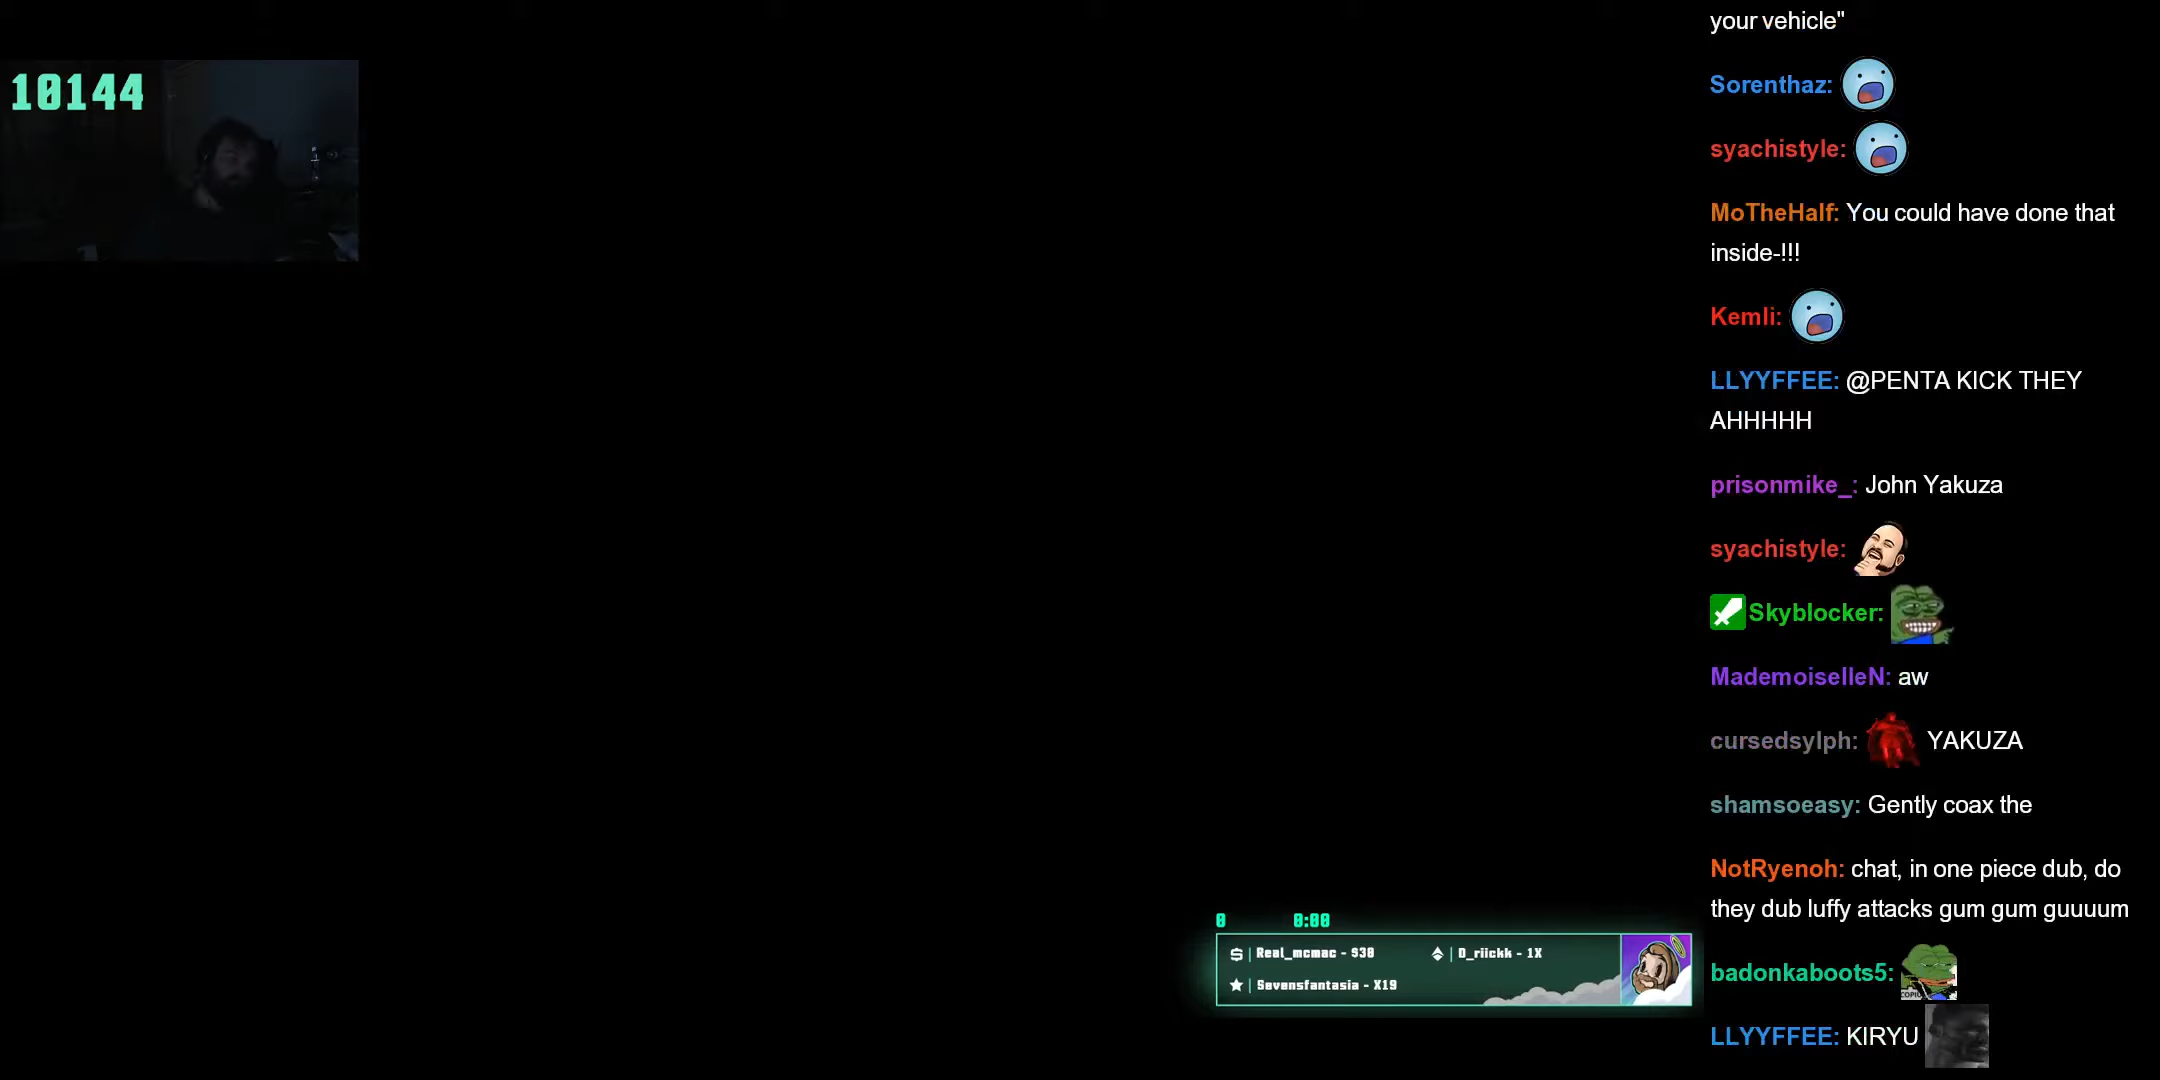 10144
your vehicle"
Sorenthaz:
syachistyle:
MoTheHalf: You could have done that
inside-!!!
Kemli:
LLYYFFEE: @PENTA KICK THEY
AHHHHH
prisonmike_: John Yakuza
syachistyle:
Skyblocker:
MademoiselleN: aw
cursedsylph: YAKUZA
shamsoeasy: Gently coax the
NotRyenoh: chat, in one piece dub, do
they dub luffy attacks gum gum guuuum
badonkaboots5:
LLYYFFEE: KIRYU
0 0:00
$ | Real_mcmac - $30 | D_riickk - 1X
| Sevensfantasia - X19